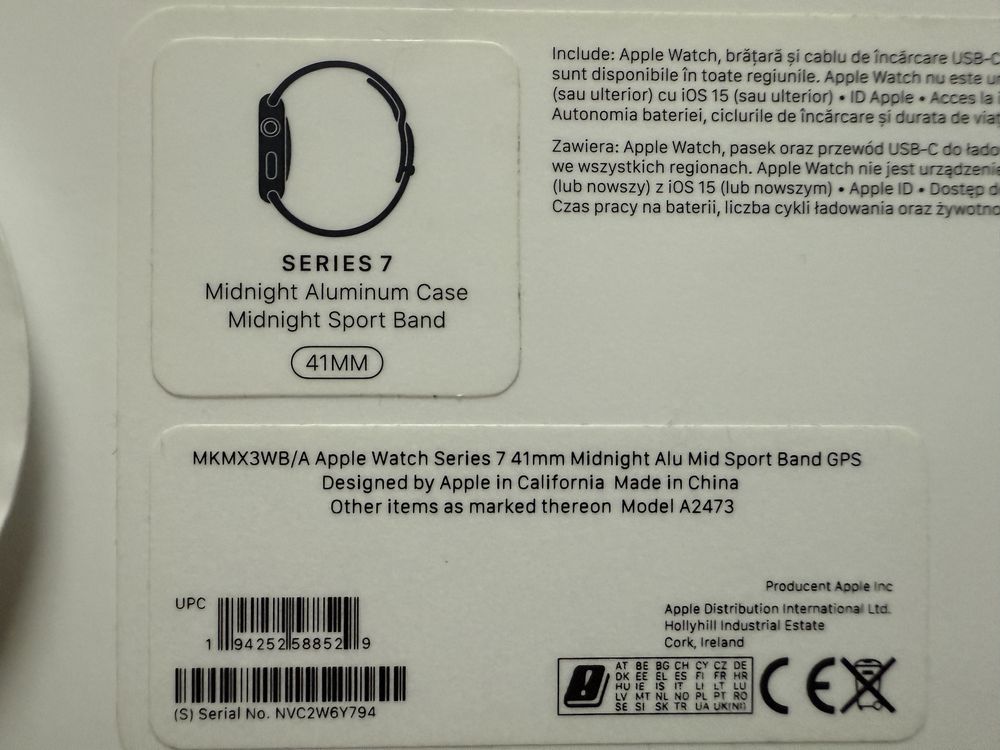 SERIES 7
Midnight Aluminum Case
Midnight Sport Band
41MM
Include: Apple Watch, brățară și cablu de încărcare USB-C
sunt disponibile în toate regiunile. Apple Watch nu este
(sau ulterior) cu iOS 15 (sau ulterior) • ID Apple • Acces la
Autonomia bateriei, ciclurile de încărcare și durata de
Zawiera: Apple Watch, pasek oraz przewód USB-C do
we wszystkich regionach. Apple Watch nie jest
(lub nowszy) z iOS 15 (lub nowszym) • Apple ID • Dostęp
Czas pracy na baterii, liczba cykli ładowania oraz
MKMX3WB/A Apple Watch Series 7 41mm Midnight Alu Mid Sport Band GPS
Designed by Apple in California Made in China
Other items as marked thereon Model A2473
UPC
1 94252 58852 9
(S) Serial No. NVC2W6Y794
Producent Apple Inc
Apple Distribution International Ltd.
Hollyhill Industrial Estate
Cork, Ireland
AT BE BG CH CY CZ DE
DK EE EL ES FI FR HR
HU IE IS IT LI LT LU
LV MT NL NO PL PT RO
SE SI SK TR UA UK(NI)
CE